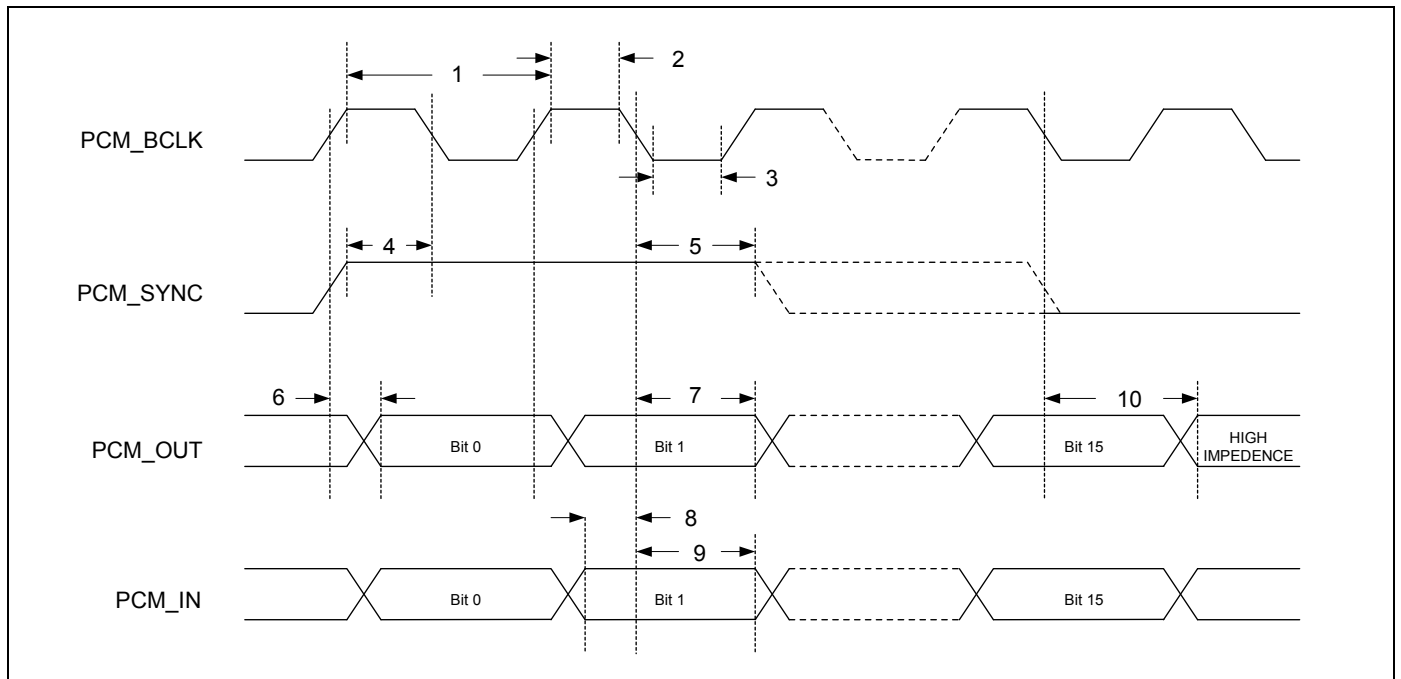 1
2
PCM_BCLK
3
4
5
PCM_SYNC
6
7
10
PCM_OUT
Bit 0
Bit 1
Bit 15
HIGH
IMPEDENCE
8
9
PCM_IN
Bit 0
Bit 1
Bit 15